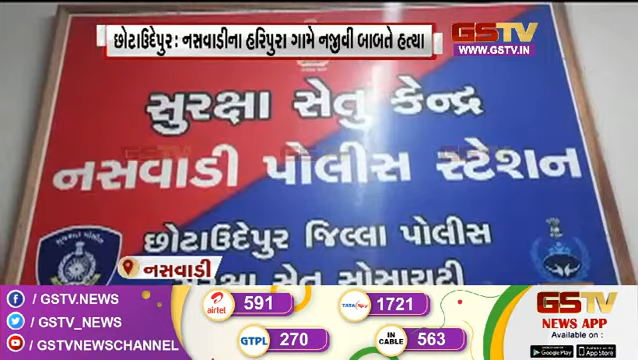 છોટાઉદેપુર : નસવાડીના હરિપુરા ગામે નજીવી બાબતે હત્યા
GSTV
WWW.GSTV.IN
સુરક્ષા સેતુ કેન્દ્ર
નસવાડી પોલીસ સ્ટેશન
છોટાઉદેપુર જિલ્લા પોલીસ
સુરક્ષા સેતુ સોસાયટી
નસવાડી
/ GSTV.NEWS
/ GSTV_NEWS
/ GSTVNEWSCHANNEL
airtel 591
TATA sky 1721
GTPL 270
IN CABLE 563
GSTV
NEWS APP
Available on :
Google Play
App Store